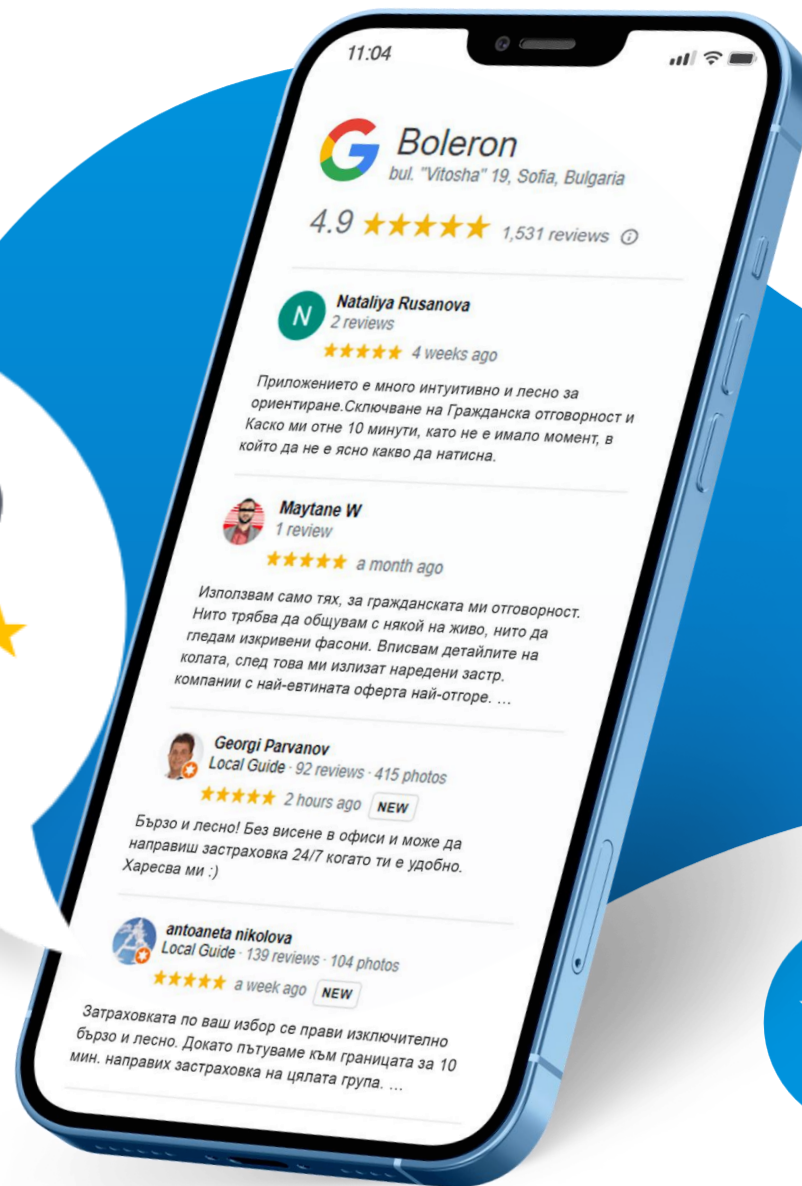 11:04
Boleron
bul. "Vitosha" 19, Sofia, Bulgaria
4.9 1,531 reviews
N
Nataliya Rusanova
2 reviews
4 weeks ago
Приложението е много интуитивно и лесно за
ориентиране.Сключване на Гражданска отговорност и
Каско ми отне 10 минути, като не е имало момент, в
който да не е ясно какво да натисна.
Maytane W
1 review
a month ago
Използвам само тях, за гражданската ми отговорност.
Нито трябва да общувам с някой на живо, нито да
гледам изкривени фасони. Вписвам детайлите на
колата, след това ми излизат наредени застр.
компании с най-евтината оферта най-отгоре. …
Georgi Parvanov
Local Guide · 92 reviews · 415 photos
2 hours ago NEW
Бързо и лесно! Без висене в офиси и може да
направиш застраховка 24/7 когато ти е удобно.
Харесва ми :)
antoaneta nikolova
Local Guide · 139 reviews · 104 photos
a week ago NEW
Затраховката по ваш избор се прави изключително
бързо и лесно. Докато пътуваме към границата за 10
мин. направих застраховка на цялата група. …